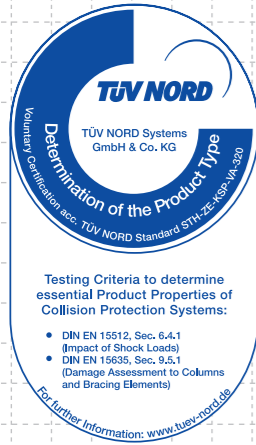 TÜV NORD
TÜV NORD Systems
GmbH & Co. KG
Determination of the Product Type
Voluntary Certification acc. TÜV NORD Standard STH-ZE-KSP-VA-320
Testing Criteria to determine
essential Product Properties of
Collision Protection Systems:
• DIN EN 15512, Sec. 6.4.1
(Impact of Shock Loads)
• DIN EN 15635, Sec. 9.5.1
(Damage Assessment to Columns
and Bracing Elements)
For further Information: www.tuev-nord.de